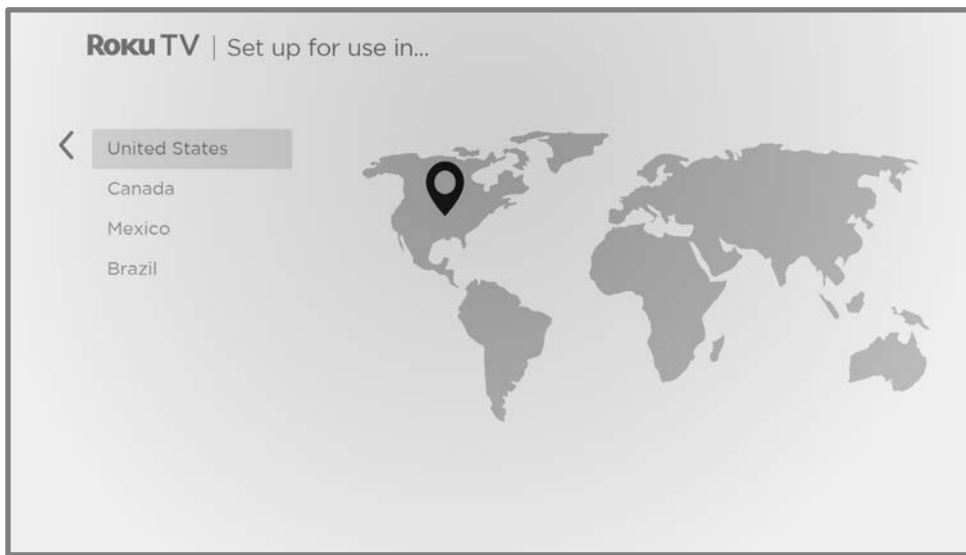 Roku TV | Set up for use in...
United States
Canada
Mexico
Brazil